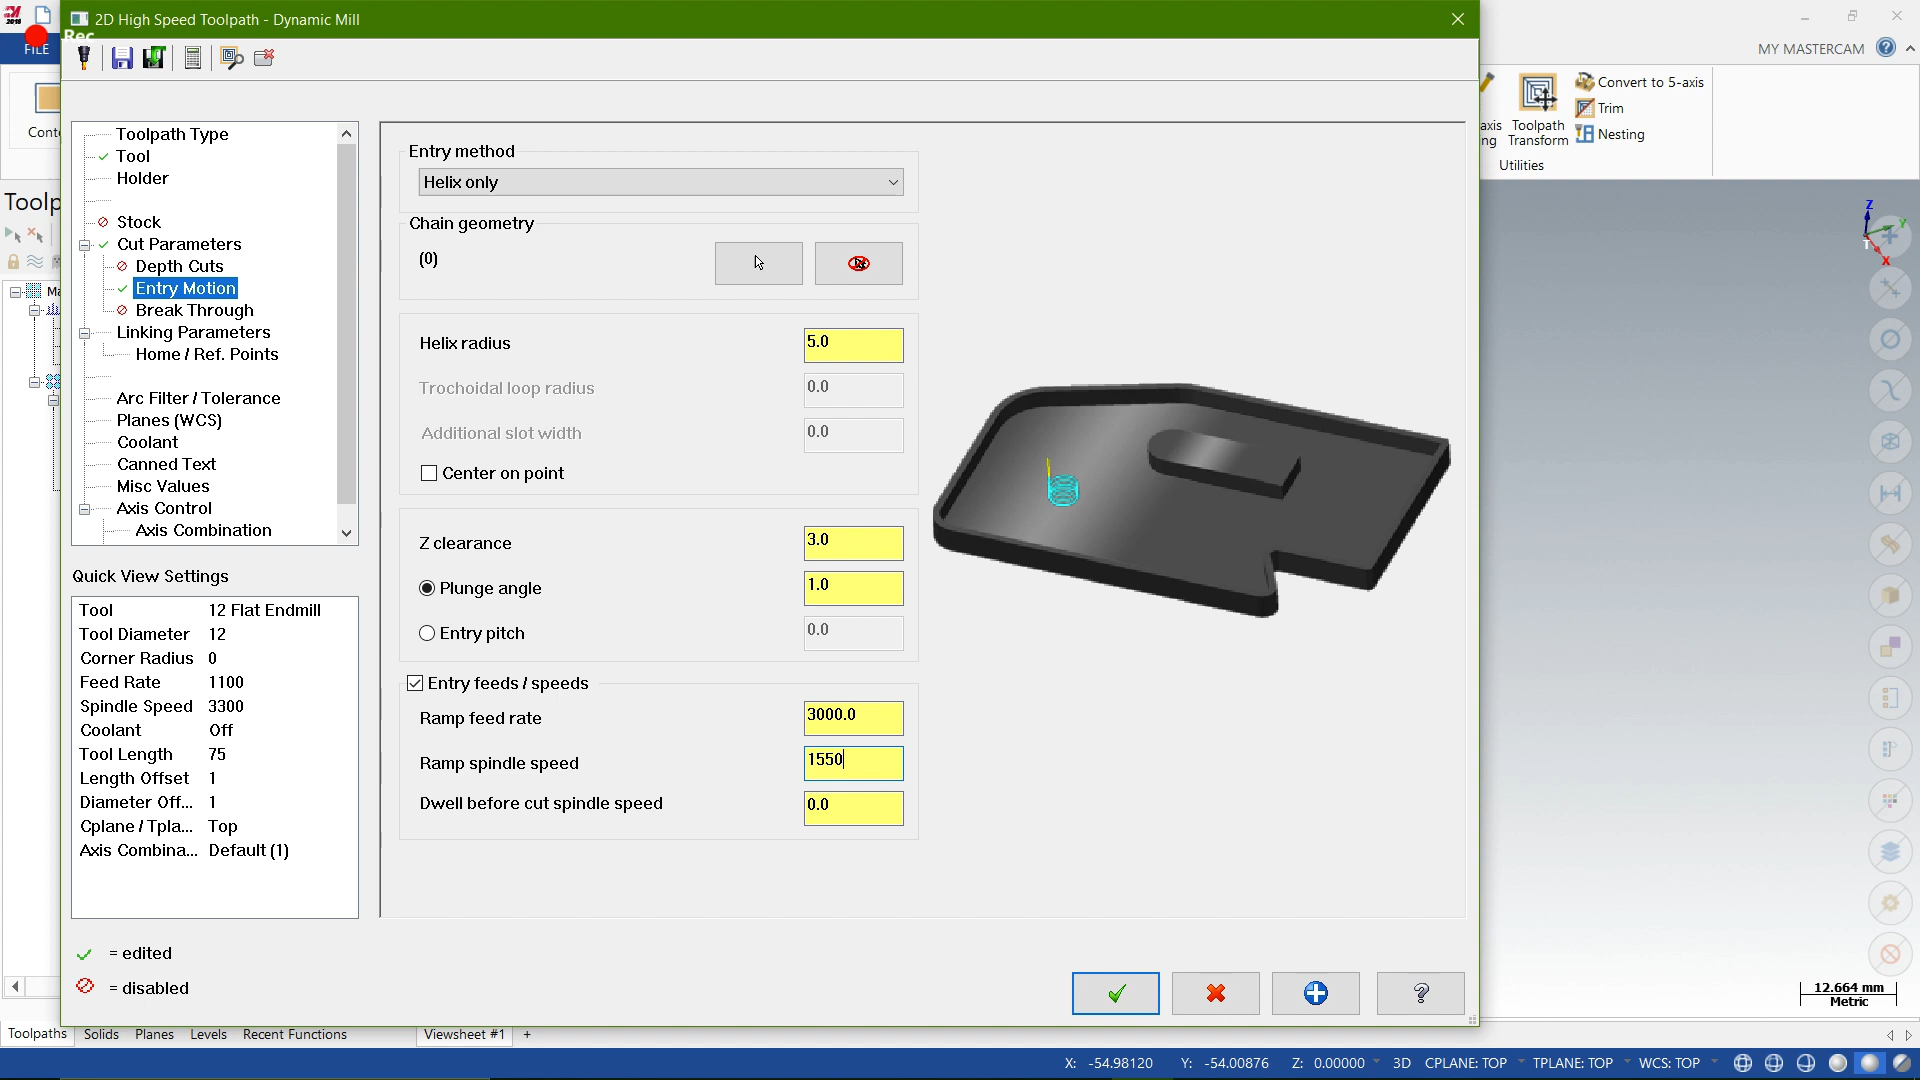 2D High Speed Toolpath - Dynamic Mill
2018
Rec
FILE
MY MASTERCAM
Cont
Convert to 5-axis
Trim
Nesting
axis
ng
Toolpath
Transform
Utilities
Toolp
Ma
Toolpath Type
Tool
Holder
Stock
Cut Parameters
Depth Cuts
Entry Motion
Break Through
Linking Parameters
Home / Ref. Points
Arc Filter / Tolerance
Planes (WCS)
Coolant
Canned Text
Misc Values
Axis Control
Axis Combination
Quick View Settings
Tool 12 Flat Endmill
Tool Diameter 12
Corner Radius 0
Feed Rate 1100
Spindle Speed 3300
Coolant Off
Tool Length 75
Length Offset 1
Diameter Off... 1
Cplane / Tpla... Top
Axis Combina... Default (1)
= edited
= disabled
Entry method
Helix only
Chain geometry
(0)
Helix radius 5.0
Trochoidal loop radius 0.0
Additional slot width 0.0
Center on point
Z clearance 3.0
Plunge angle 1.0
Entry pitch 0.0
Entry feeds / speeds
Ramp feed rate 3000.0
Ramp spindle speed 1550
Dwell before cut spindle speed 0.0
Z
Y
T
X
12.664 mm
Metric
Toolpaths Solids Planes Levels Recent Functions Viewsheet #1 +
X: -54.98120 Y: -54.00876 Z: 0.00000 3D CPLANE: TOP TPLANE: TOP WCS: TOP